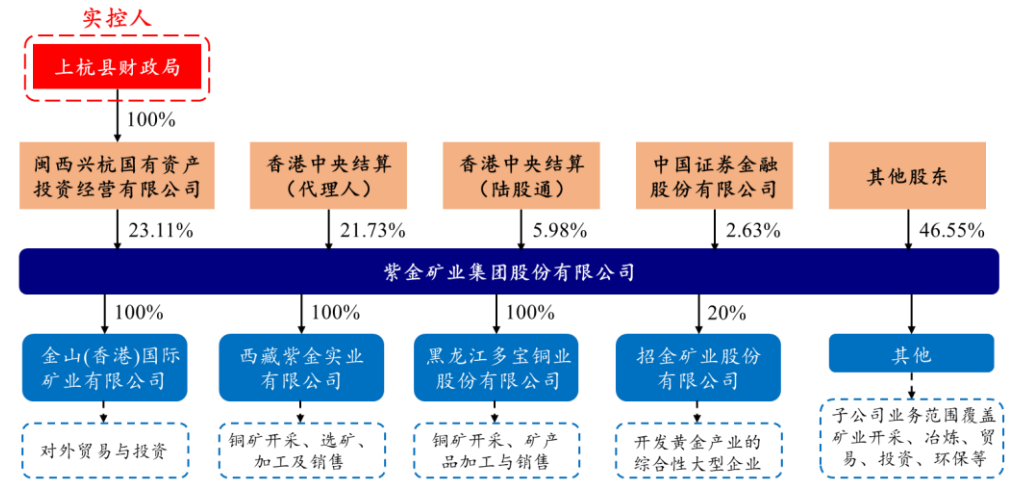 实控人
上杭县财政局
100%
闽西兴杭国有资产
投资经营有限公司
香港中央结算
（代理人）
香港中央结算
（陆股通）
中国证券金融
股份有限公司
其他股东
23.11%
21.73%
5.98%
2.63%
46.55%
紫金矿业集团股份有限公司
100%
100%
100%
20%
金山(香港)国际
矿业有限公司
西藏紫金实业
有限公司
黑龙江多宝铜业
股份有限公司
招金矿业股份
有限公司
其他
对外贸易与投资
铜矿开采、选矿、
加工及销售
铜矿开采、矿产
品加工与销售
开发黄金产业的
综合性大型企业
子公司业务范围覆盖
矿业开采、冶炼、贸
易、投资、环保等